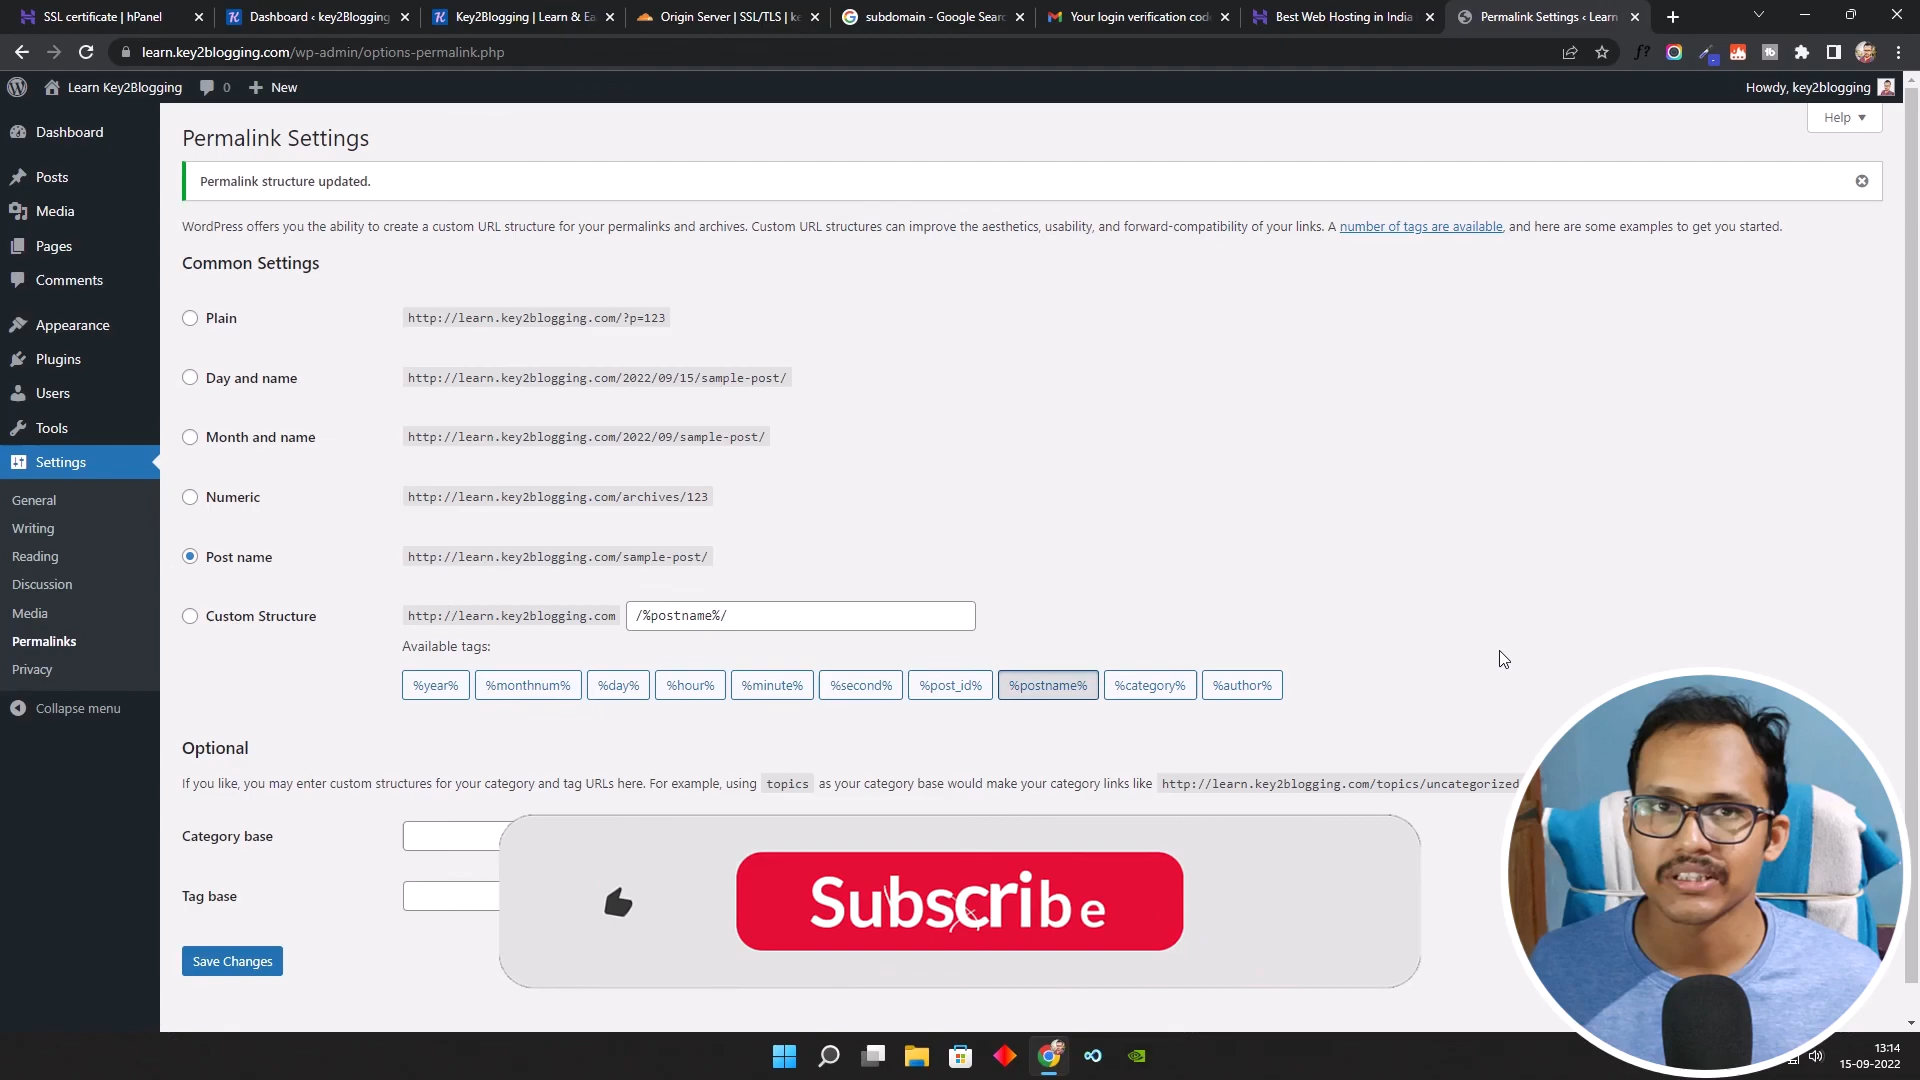 SSL certificate | hPanel
Dashboard ‹ key2Blogging
Key2Blogging | Learn & Ea
Origin Server | SSL/TLS | ke
subdomain - Google Searc
Your login verification cod
Best Web Hosting in India
Permalink Settings ‹ Learn
learn.key2blogging.com/wp-admin/options-permalink.php
Learn Key2Blogging
0
New
Howdy, key2blogging
Help
Dashboard
Posts
Media
Pages
Comments
Appearance
Plugins
Users
Tools
Settings
General
Writing
Reading
Discussion
Media
Permalinks
Privacy
Collapse menu
Permalink Settings
Permalink structure updated.
WordPress offers you the ability to create a custom URL structure for your permalinks and archives. Custom URL structures can improve the aesthetics, usability, and forward-compatibility of your links. A number of tags are available, and here are some examples to get you started.
Common Settings
Plain http://learn.key2blogging.com/?p=123
Day and name http://learn.key2blogging.com/2022/09/15/sample-post/
Month and name http://learn.key2blogging.com/2022/09/sample-post/
Numeric http://learn.key2blogging.com/archives/123
Post name http://learn.key2blogging.com/sample-post/
Custom Structure http://learn.key2blogging.com /%postname%/
Available tags:
%year% %monthnum% %day% %hour% %minute% %second% %post_id% %postname% %category% %author%
Optional
If you like, you may enter custom structures for your category and tag URLs here. For example, using topics as your category base would make your category links like http://learn.key2blogging.com/topics/uncategorized
Category base
Tag base
Subscribe
Save Changes
13:14
15-09-2022